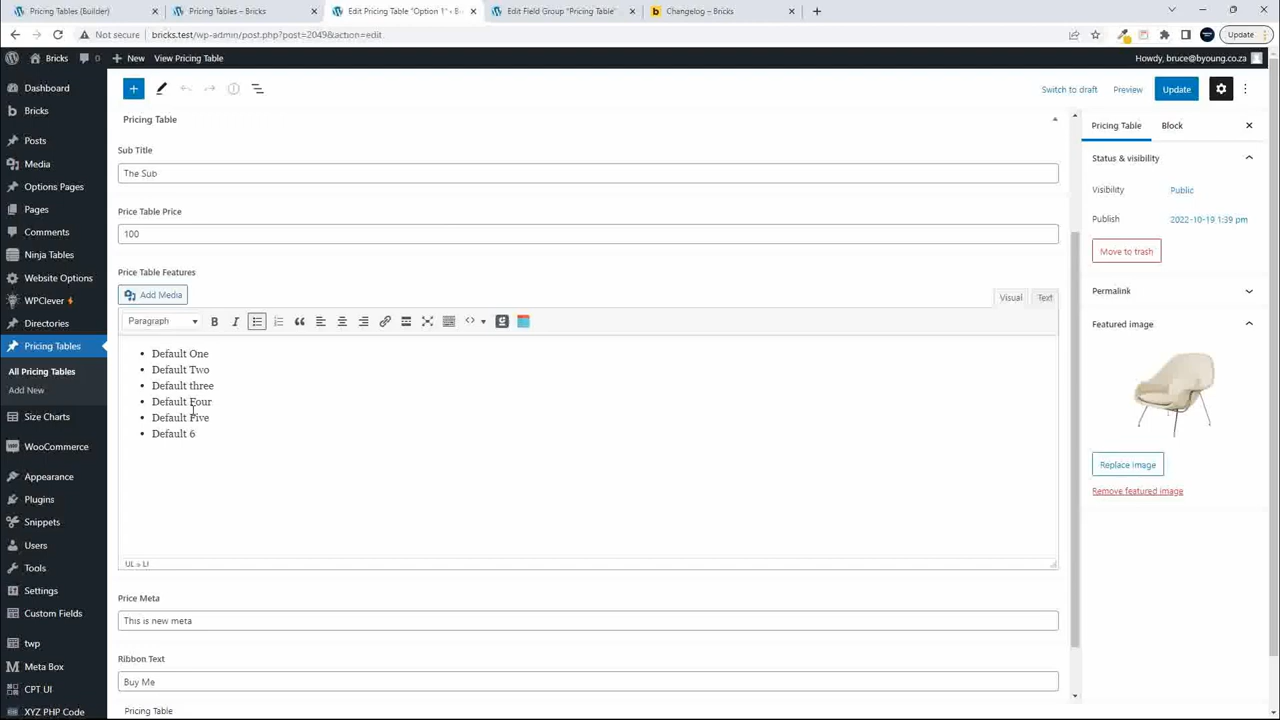 Pricing Tables (Builder)
Pricing Tables – Bricks
Edit Pricing Table "Option 1" ‹ B
Edit Field Group "Pricing Table"
Changelog – Bricks
Not secure
bricks.test/wp-admin/post.php?post=2049&action=edit
Update
Bricks
0
New
View Pricing Table
Howdy, bruce@byoung.co.za
Dashboard
Bricks
Posts
Media
Options Pages
Pages
Comments
Ninja Tables
Website Options
WPClever
Directories
Pricing Tables
All Pricing Tables
Add New
Size Charts
WooCommerce
Appearance
Plugins
Snippets
Users
Tools
Settings
Custom Fields
twp
Meta Box
CPT UI
XYZ PHP Code
Switch to draft
Preview
Update
Pricing Table
Sub Title
The Sub
Price Table Price
100
Price Table Features
Add Media
Visual
Text
Paragraph
• Default One
• Default Two
• Default three
• Default Four
• Default Five
• Default 6
UL » LI
Price Meta
This is new meta
Ribbon Text
Buy Me
Pricing Table
Pricing Table
Block
Status & visibility
Visibility
Public
Publish
2022-10-19 1:39 pm
Move to trash
Permalink
Featured image
Replace Image
Remove featured image